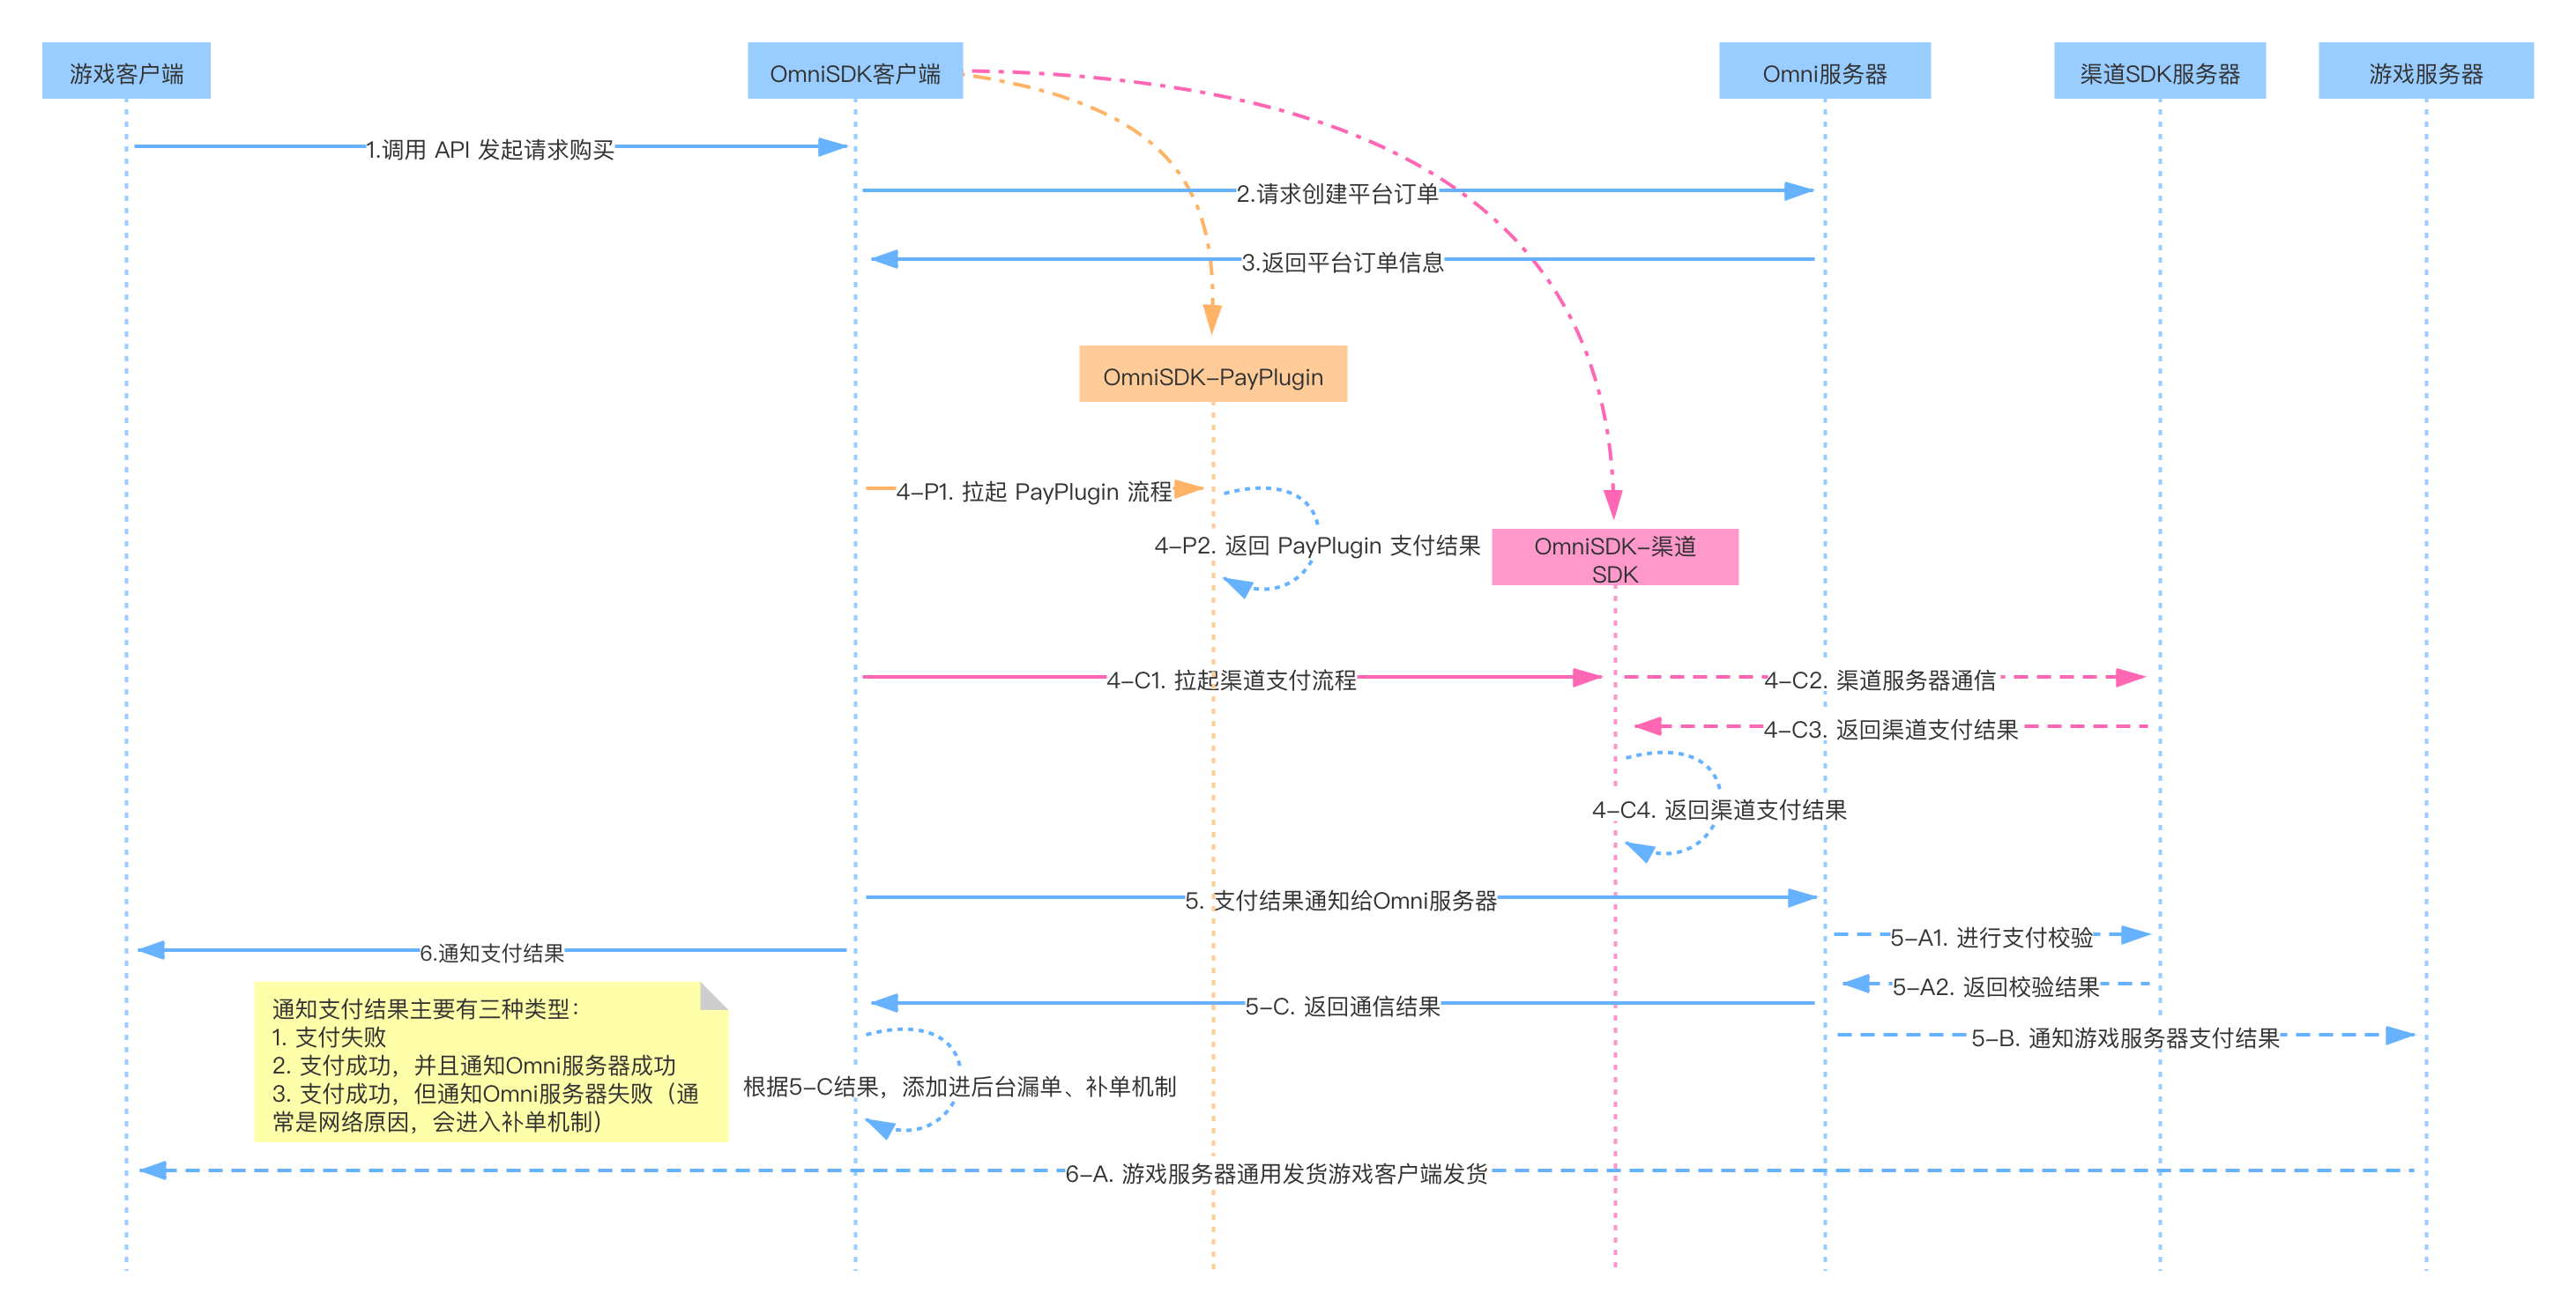 游戏客户端
OmniSDK客户端
Omni服务器
渠道SDK服务器
游戏服务器
1.调用 API 发起请求购买
2.请求创建平台订单
3.返回平台订单信息
OmniSDK-PayPlugin
4-P1. 拉起 PayPlugin 流程
4-P2. 返回 PayPlugin 支付结果
OmniSDK-渠道
SDK
4-C1. 拉起渠道支付流程
4-C2. 渠道服务器通信
4-C3. 返回渠道支付结果
4-C4. 返回渠道支付结果
5. 支付结果通知给Omni服务器
5-A1. 进行支付校验
6.通知支付结果
5-A2. 返回校验结果
5-C. 返回通信结果
5-B. 通知游戏服务器支付结果
通知支付结果主要有三种类型：
1. 支付失败
2. 支付成功，并且通知Omni服务器成功
3. 支付成功，但通知Omni服务器失败（通
常是网络原因，会进入补单机制）
根据5-C结果，添加进后台漏单、补单机制
6-A. 游戏服务器通用发货游戏客户端发货